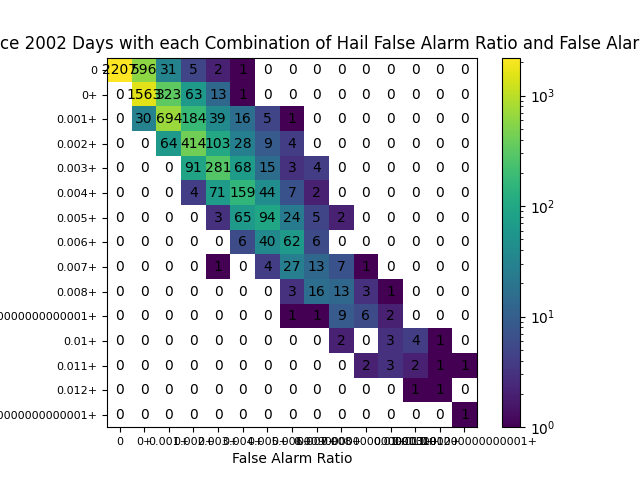 ce 2002 Days with each Combination of Hail False Alarm Ratio and False Alar
0 2207 596 31 5 2 1 0 0 0 0 0 0 0 0 0
0+ 0 1563 323 63 13 1 0 0 0 0 0 0 0 0 0
0.001+ 0 30 694 184 39 16 5 1 0 0 0 0 0 0 0
0.002+ 0 0 64 414 103 28 9 4 0 0 0 0 0 0 0
0.003+ 0 0 0 91 281 68 15 3 4 0 0 0 0 0 0
0.004+ 0 0 0 4 71 159 44 7 2 0 0 0 0 0 0
0.005+ 0 0 0 0 3 65 94 24 5 2 0 0 0 0 0
0.006+ 0 0 0 0 0 6 40 62 6 0 0 0 0 0 0
0.007+ 0 0 0 0 1 0 4 27 13 7 1 0 0 0 0
0.008+ 0 0 0 0 0 0 0 3 16 13 3 1 0 0 0
0000000000001+ 0 0 0 0 0 0 0 1 1 9 6 2 0 0 0
0.01+ 0 0 0 0 0 0 0 0 0 2 0 3 4 1 0
0.011+ 0 0 0 0 0 0 0 0 0 0 2 3 2 1 1
0.012+ 0 0 0 0 0 0 0 0 0 0 0 0 1 1 0
0000000000001+ 0 0 0 0 0 0 0 0 0 0 0 0 0 0 1
0 0+ 0.001+ 0.002+ 0.003+ 0.004+ 0.005+
False Alarm Ratio
10³
10²
10¹
10⁰